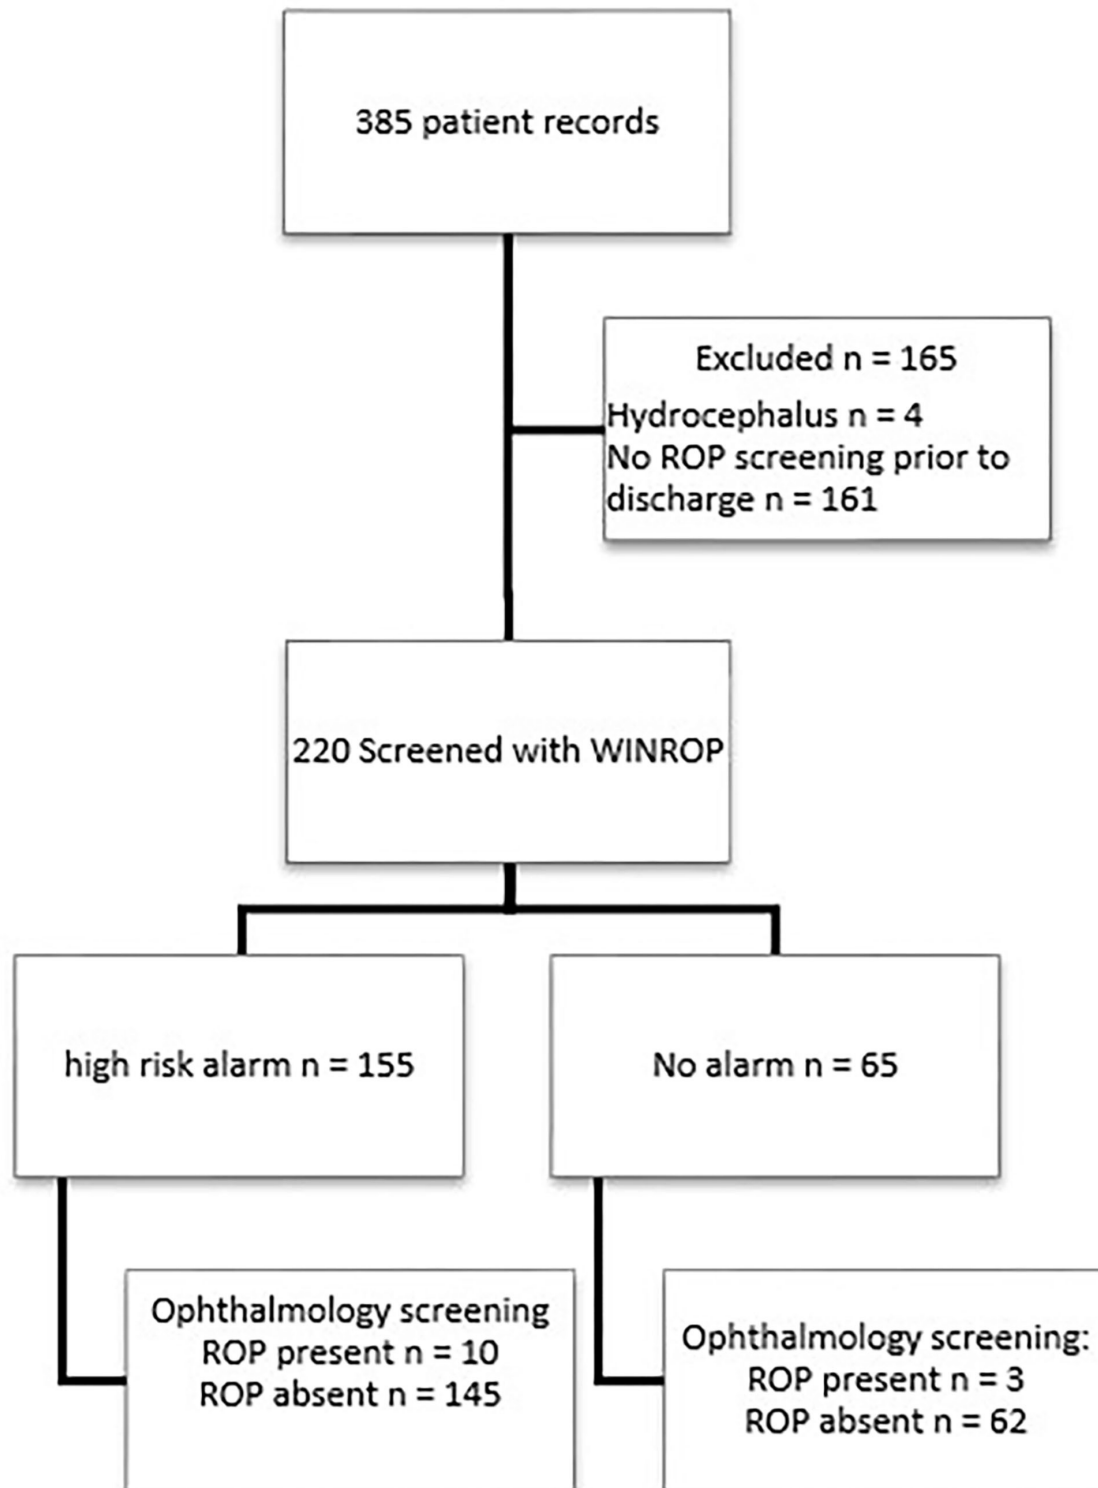 385 patient records
Excluded n = 165
Hydrocephalus n = 4
No ROP screening prior to
discharge n = 161
220 Screened with WINROP
high risk alarm n = 155
No alarm n = 65
Ophthalmology screening
ROP present n = 10
ROP absent n = 145
Ophthalmology screening:
ROP present n = 3
ROP absent n = 62